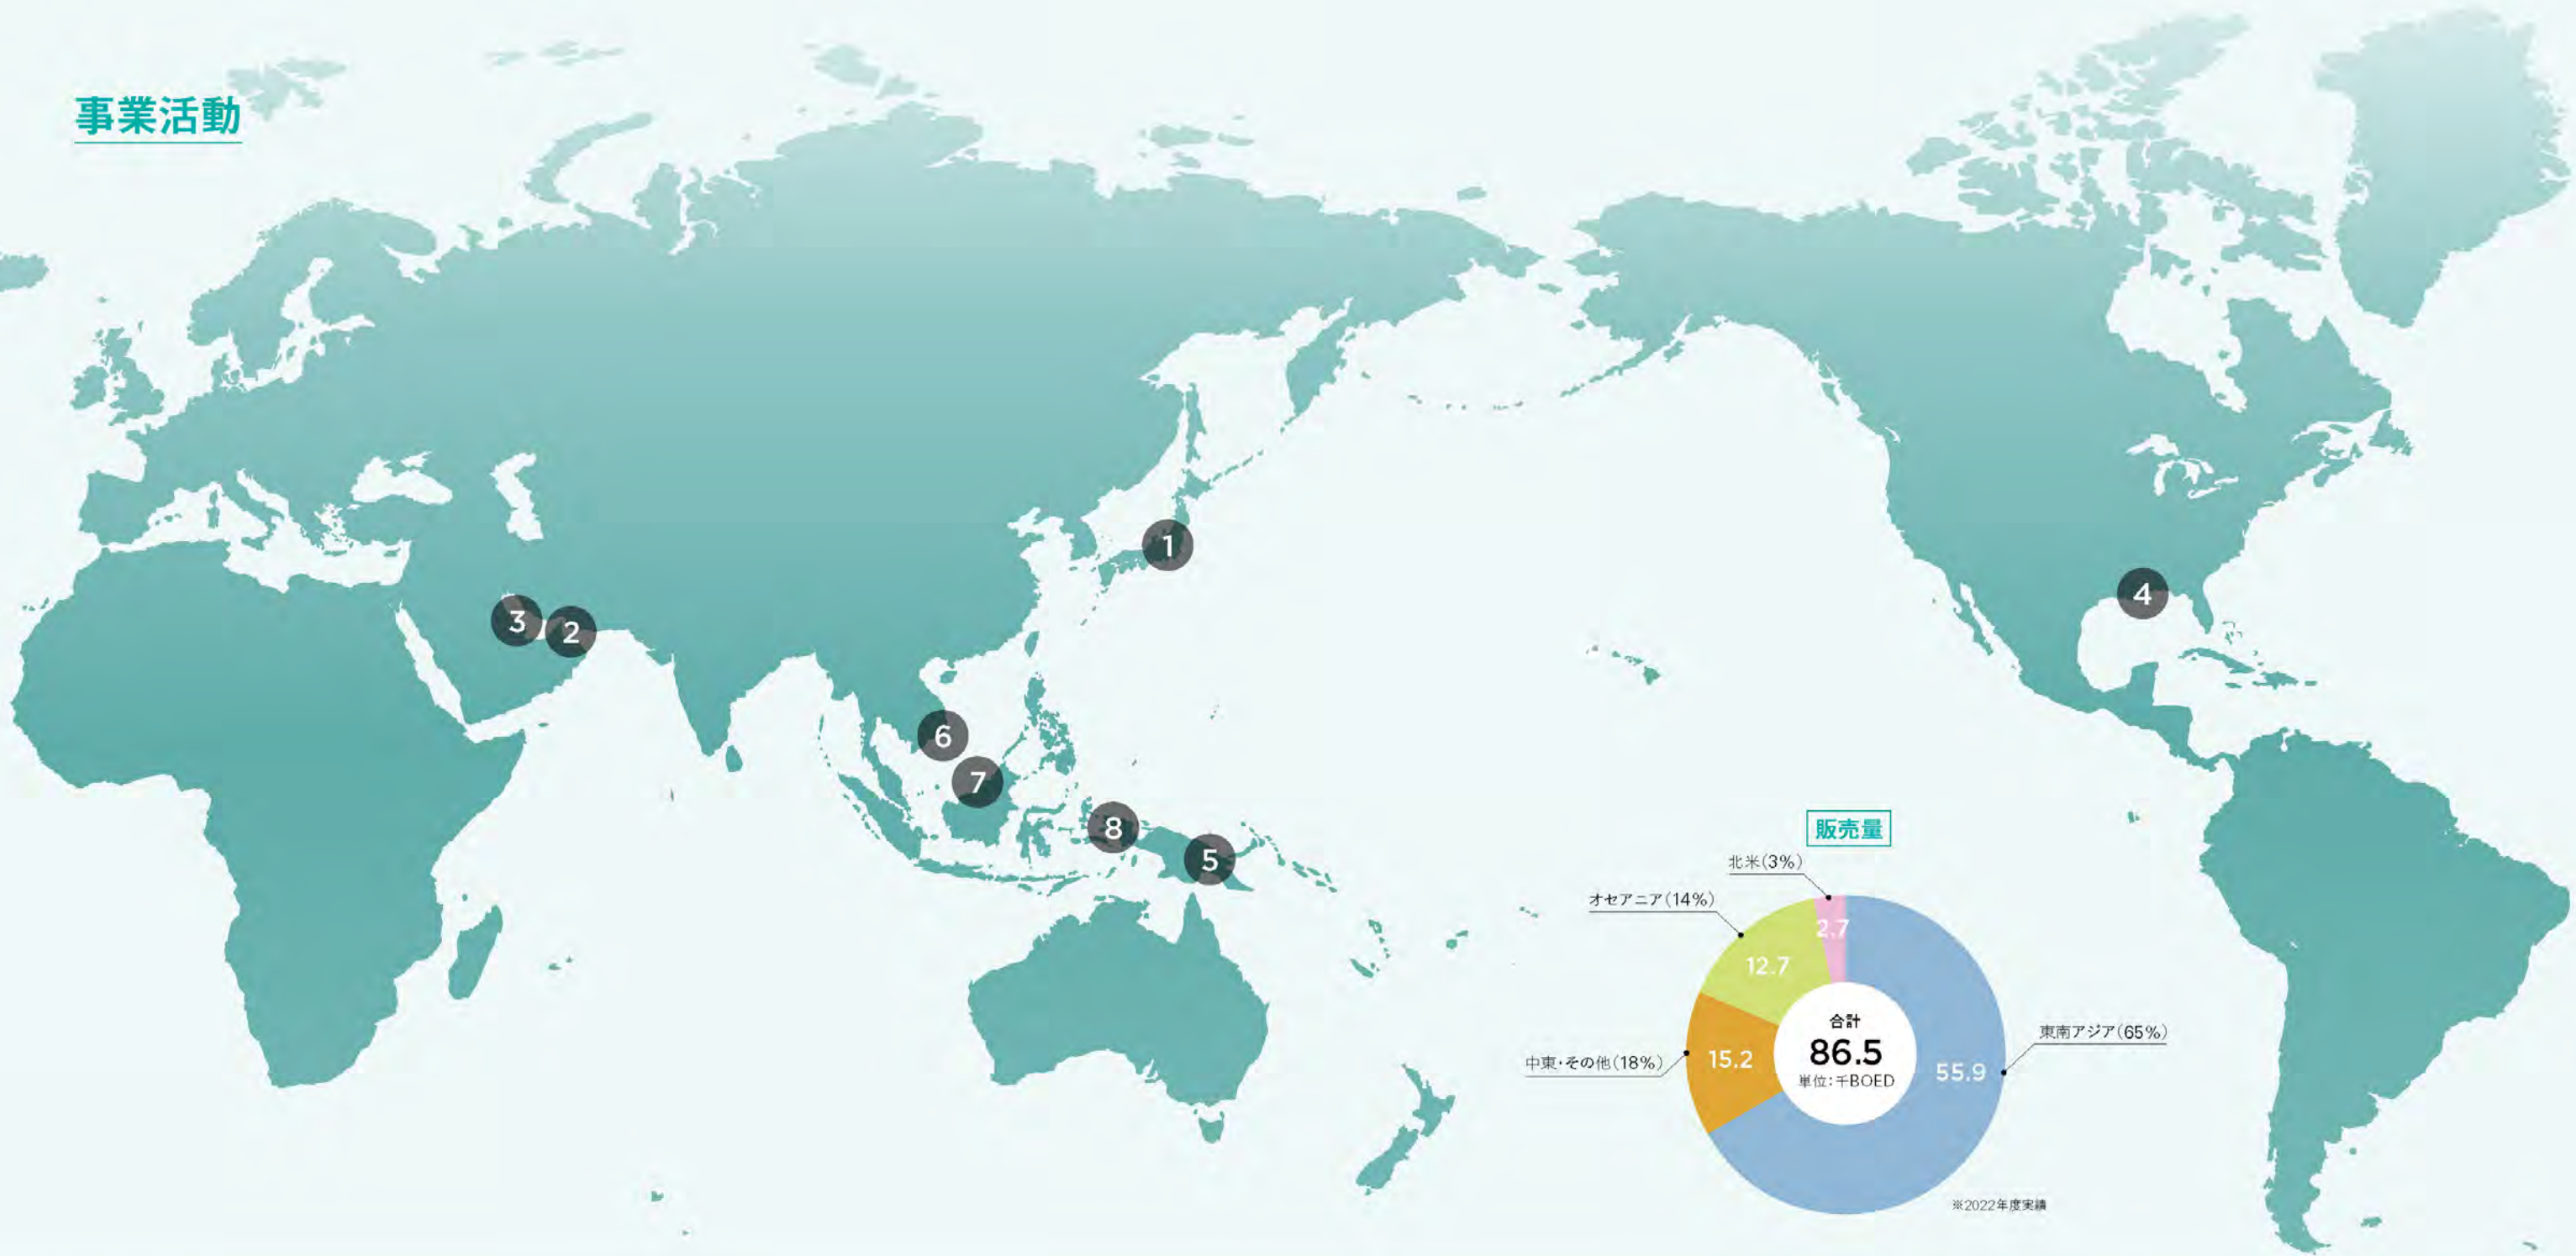 事業活動
1
3
2
4
6
7
8
5
販売量
北米(3%)
オセアニア(14%)
2.7
12.7
合計
86.5
単位:千BOED
東南アジア(65%)
中東・その他(18%)
15.2
55.9
※2022年度実績